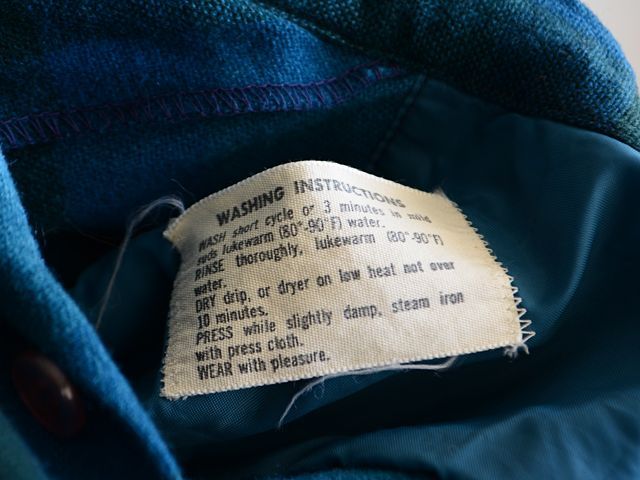 WASHING INSTRUCTIONS
WASH short cycle or 3 minutes in mild
suds lukewarm (80°-90°F) water.
RINSE thoroughly, lukewarm (80°-90°F)
water.
DRY drip, or dryer on low heat not over
10 minutes.
PRESS while slightly damp, steam iron
with press cloth.
WEAR with pleasure.